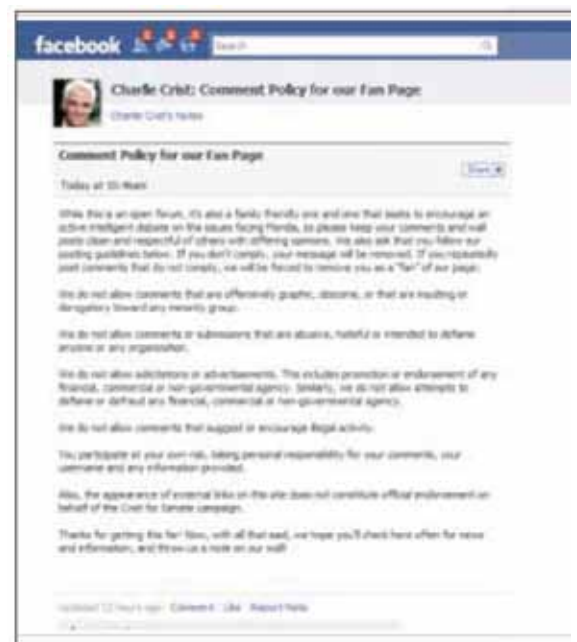 facebook
Search
Charlie Crist: Comment Policy for our Fan Page
Charlie Crist's Notes
Comment Policy for our Fan Page
Share
Today at
While this is an open forum, it's also a family friendly one and one that seeks to encourage an
active intelligent debate on the issues facing Florida, so please keep your comments and wall
posts clean and respectful of others with differing opinions. We also ask that you follow our
posting guidelines below. If you don't comply, your message will be removed. If you repeatedly
post comments that do not comply, we will be forced to remove you as a "fan" of our page:
We do not allow comments that are offensively graphic, obscene, or that are insulting or
derogatory toward any minority group.
We do not allow comments or submissions that are abusive, hateful or intended to defame
anyone or any organization.
We do not allow solicitations or advertisements. This includes promotion or endorsement of any
financial, commercial or non-governmental agency. Similarly, we do not allow attempts to
defame or defraud any financial, commercial or non-governmental agency.
We do not allow comments that suggest or encourage illegal activity.
You participate at your own risk, taking personal responsibility for your comments, your
username and any information provided.
Also, the appearance of external links on this site does not constitute official endorsement on
behalf of the Crist for Senate campaign.
Thanks for getting this far! Now, with all that said, we hope you'll check here often for news
and information, and throw us a note on our wall!
Updated 12 hours ago Comment Like Report Note